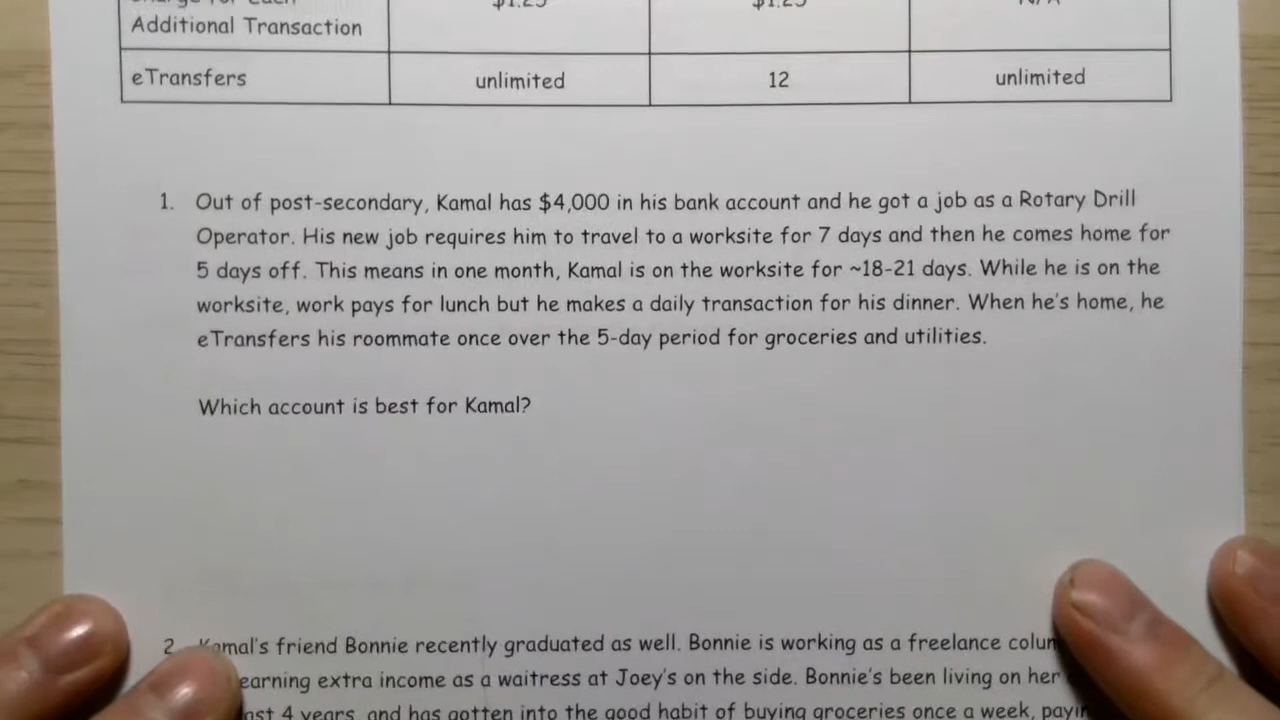 Additional Transaction
eTransfers unlimited 12 unlimited
1. Out of post-secondary, Kamal has $4,000 in his bank account and he got a job as a Rotary Drill
Operator. His new job requires him to travel to a worksite for 7 days and then he comes home for
5 days off. This means in one month, Kamal is on the worksite for ~18-21 days. While he is on the
worksite, work pays for lunch but he makes a daily transaction for his dinner. When he's home, he
eTransfers his roommate once over the 5-day period for groceries and utilities.
Which account is best for Kamal?
2. Kamal's friend Bonnie recently graduated as well. Bonnie is working as a freelance
earning extra income as a waitress at Joey's on the side. Bonnie's been living on her
4 years, and has gotten into the good habit of buying groceries once a week,